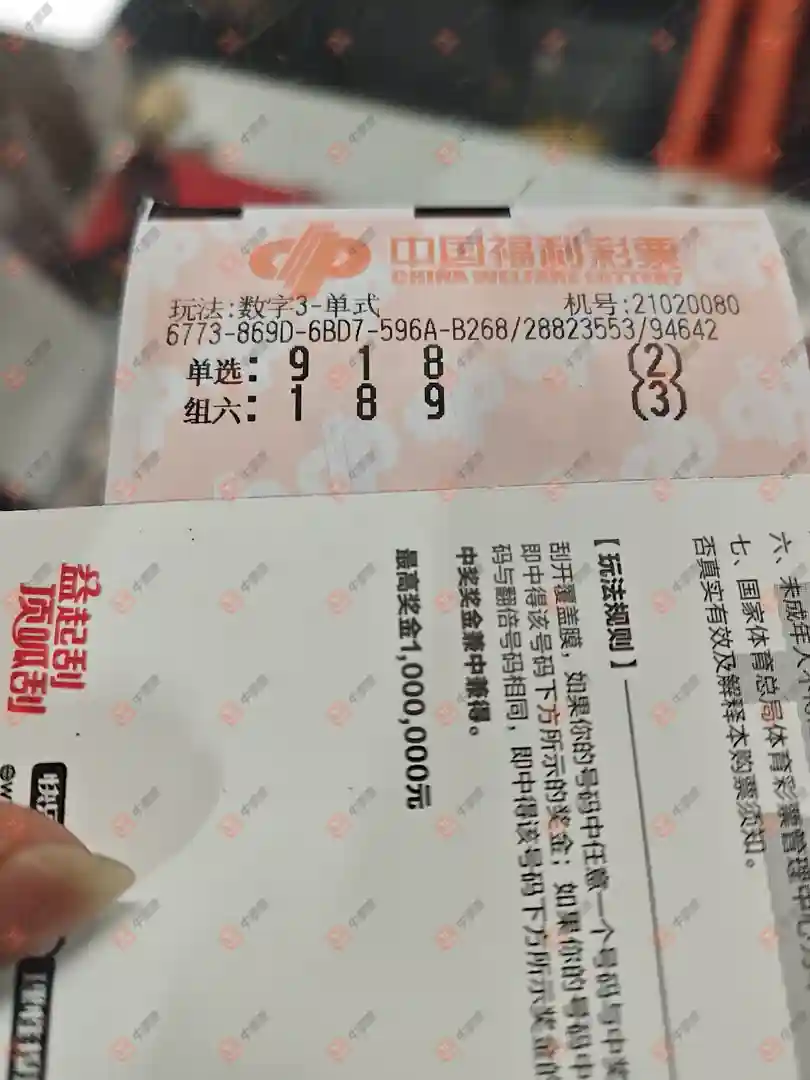 中国福利彩票
CHINA WELFARE LOTTERY
玩法:数字3-单式 机号:21020080
6773-869D-6BD7-596A-B268/28823553/94642
单选: 9 1 8 (2)
组六: 1 8 9 (3)
六、未成年人不得
七、国家体育总局体育彩票管理中心对
否真实有效及解释本购票须知。
【玩法规则】
刮开覆盖膜，如果你的号码中任意一个号码与中奖
即中得该号码下方所示的奖金；如果你的号码中
码与翻倍号码相同，即中得该号码下方所示奖金的
中奖奖金兼中兼得。
最高奖金1,000,000元
益起刮
顶呱刮